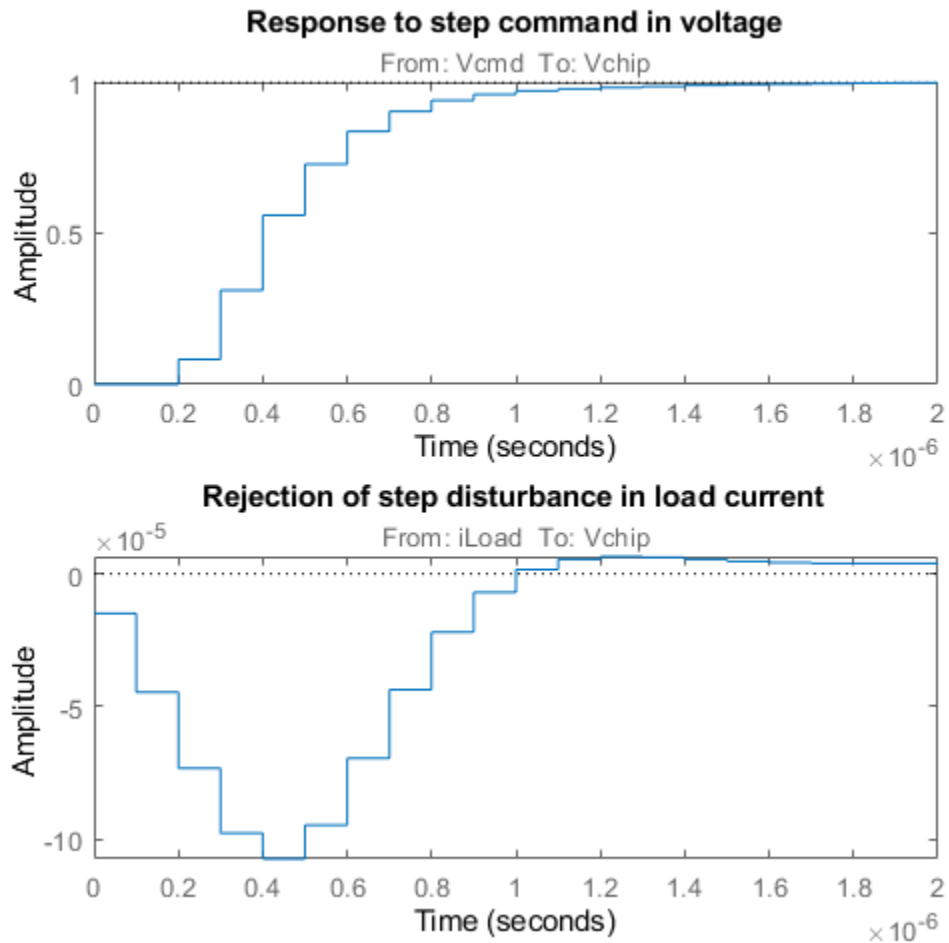 Response to step command in voltage
From: Vcmd To: Vchip
1
0.5
0
Amplitude
0 0.2 0.4 0.6 0.8 1 1.2 1.4 1.6 1.8 2
Time (seconds)
×10^-6
Rejection of step disturbance in load current
×10^-5
From: iLoad To: Vchip
0
-5
-10
Amplitude
0 0.2 0.4 0.6 0.8 1 1.2 1.4 1.6 1.8 2
Time (seconds)
×10^-6